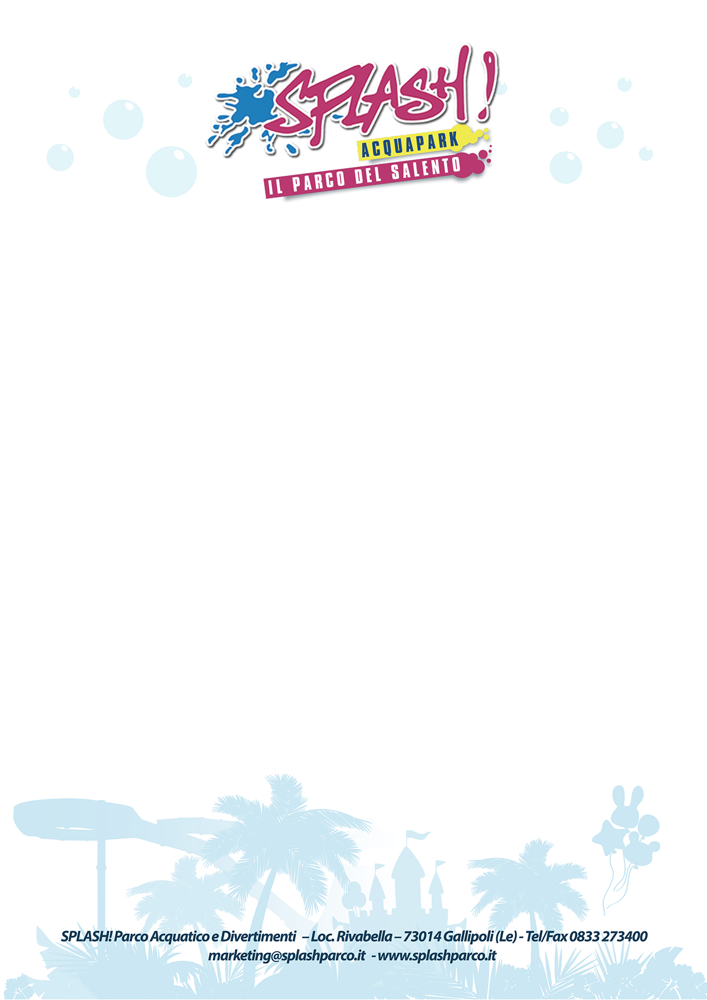 SPLASH!
ACQUAPARK
IL PARCO DEL SALENTO
SPLASH! Parco Acquatico e Divertimenti – Loc. Rivabella – 73014 Gallipoli (Le) - Tel/Fax 0833 273400
marketing@splashparco.it - www.splashparco.it